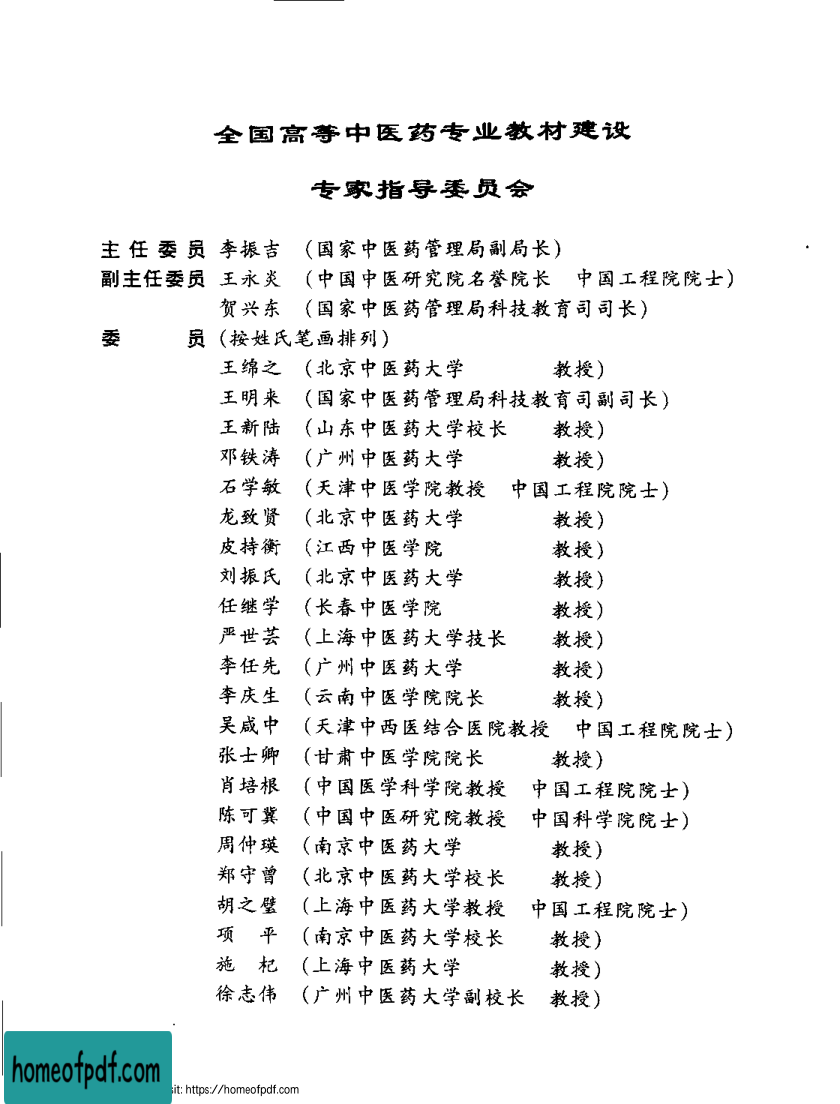 全国高等中医药专业教材建设
专家指导委员会
主任委员 李振吉 (国家中医药管理局副局长)
副主任委员 王永炎 (中国中医研究院名誉院长 中国工程院院士)
贺兴东 (国家中医药管理局科技教育司司长)
委 员 (按姓氏笔画排列)
王绵之 (北京中医药大学 教授)
王明来 (国家中医药管理局科技教育司副司长)
王新陆 (山东中医药大学校长 教授)
邓铁涛 (广州中医药大学 教授)
石学敏 (天津中医学院教授 中国工程院院士)
龙致贤 (北京中医药大学 教授)
皮持衡 (江西中医学院 教授)
刘振民 (北京中医药大学 教授)
任继学 (长春中医学院 教授)
严世芸 (上海中医药大学技长 教授)
李任先 (广州中医药大学 教授)
李庆生 (云南中医学院院长 教授)
吴咸中 (天津中西医结合医院教授 中国工程院院士)
张士卿 (甘肃中医学院院长 教授)
肖培根 (中国医学科学院教授 中国工程院院士)
陈可冀 (中国中医研究院教授 中国科学院院士)
周仲瑛 (南京中医药大学 教授)
郑守曾 (北京中医药大学校长 教授)
胡之璧 (上海中医药大学教授 中国工程院院士)
项 平 (南京中医药大学校长 教授)
施 杞 (上海中医药大学 教授)
徐志伟 (广州中医药大学副校长 教授)
homeofpdf.com
sit: https://homeofpdf.com